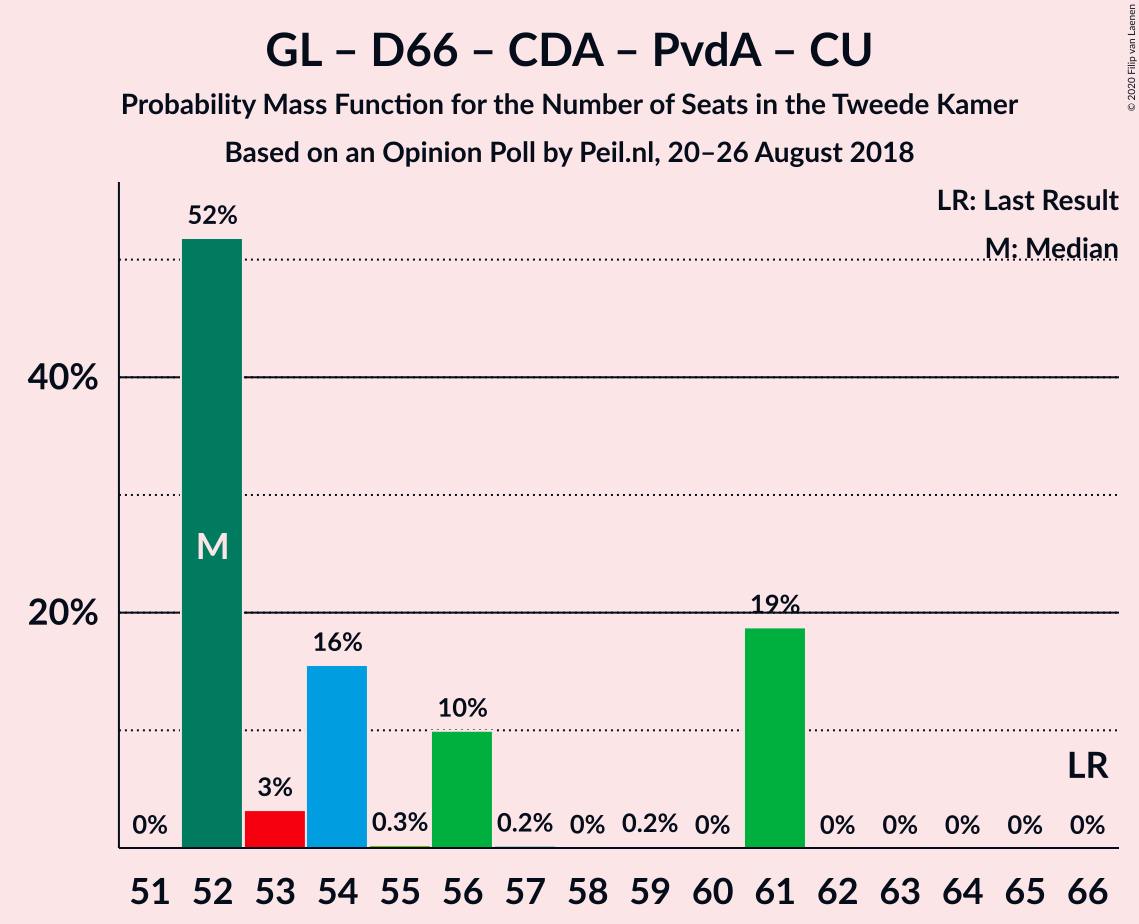 GL – D66 – CDA – PvdA – CU
Probability Mass Function for the Number of Seats in the Tweede Kamer
Based on an Opinion Poll by Peil.nl, 20–26 August 2018
© 2020 Filip van Laenen
LR: Last Result
M: Median
52%
40%
M
20%
19%
16%
10%
LR
3%
0% 0.3% 0.2% 0% 0.2% 0% 0% 0% 0% 0% 0%
51 52 53 54 55 56 57 58 59 60 61 62 63 64 65 66